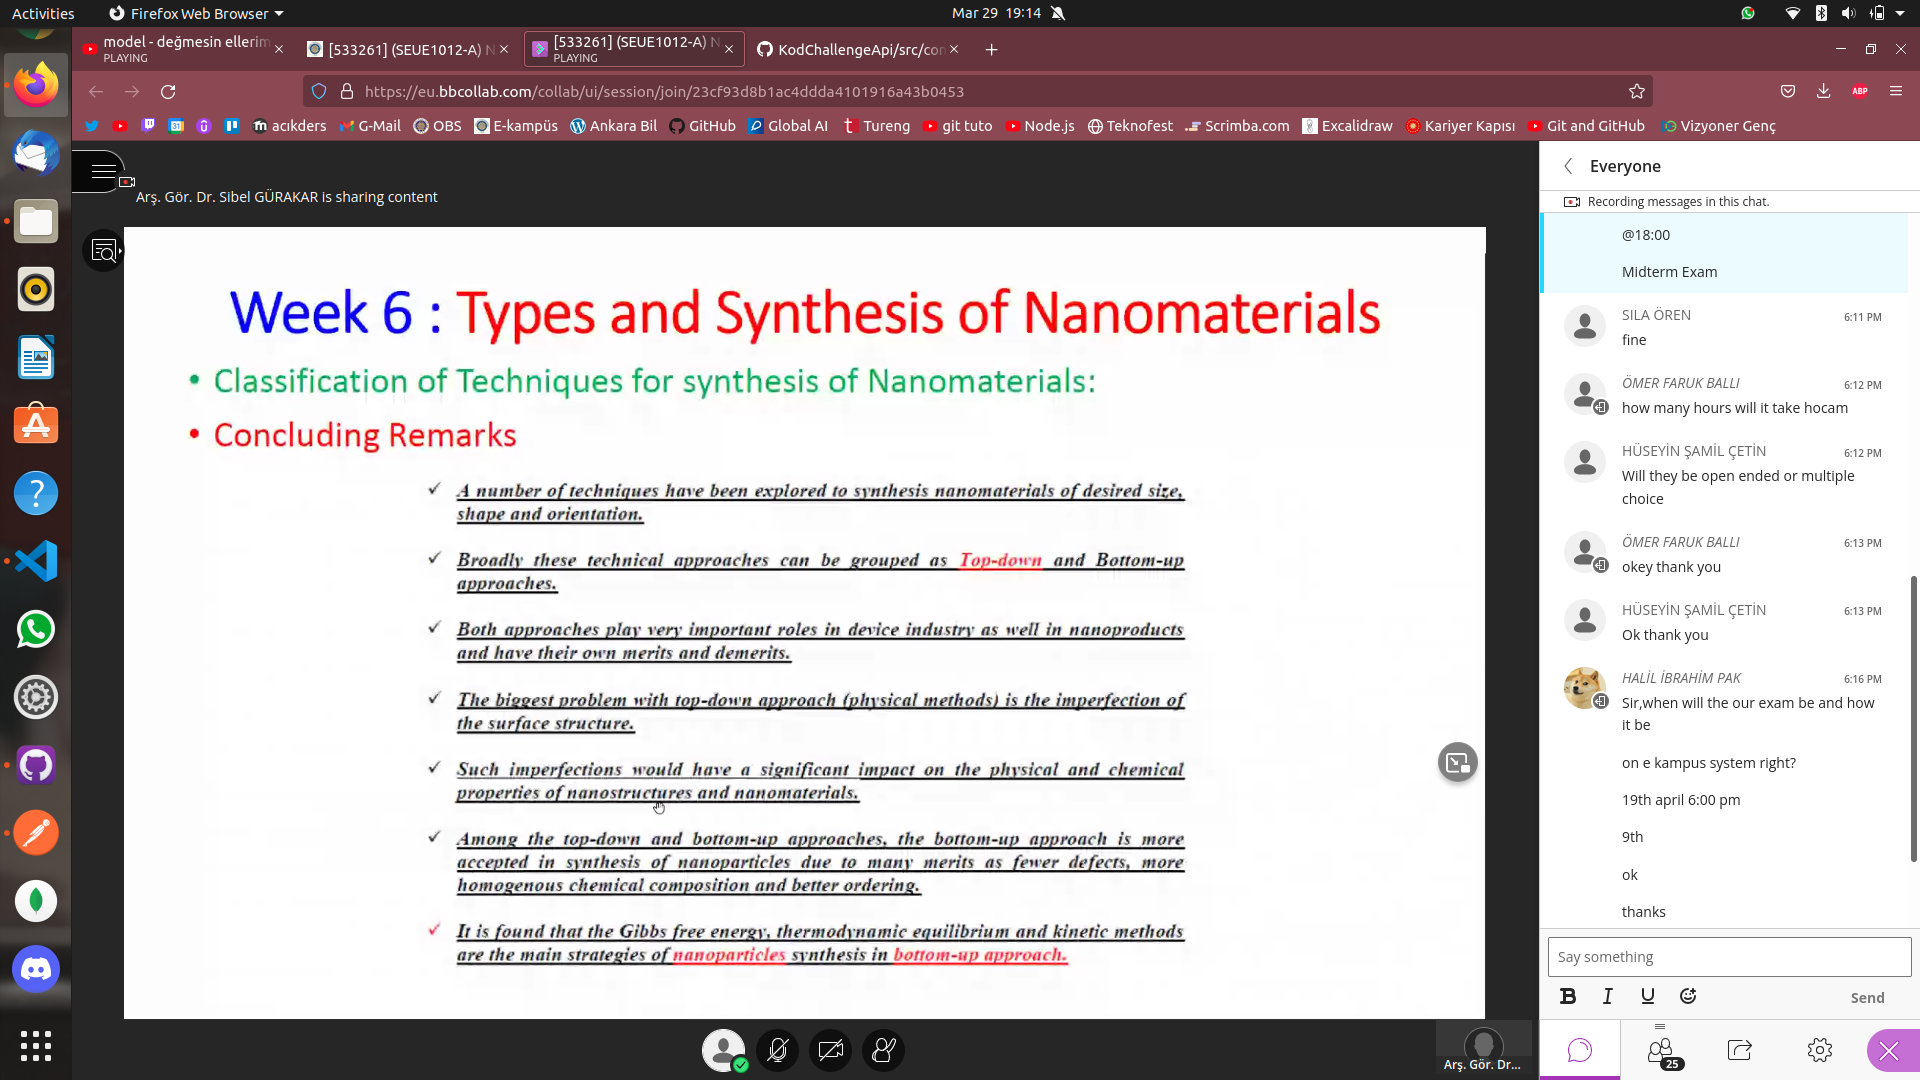 Activities
Firefox Web Browser
Mar 29 19:14
model - değmesin ellerim
PLAYING
[533261] (SEUE1012-A) N
[533261] (SEUE1012-A) N
PLAYING
KodChallengeApi/src/con
https://eu.bbcollab.com/collab/ui/session/join/23cf93d8b1ac4ddda4101916a43b0453
ABP
acıkders
G-Mail
OBS
E-kampüs
Ankara Bil
GitHub
Global AI
Tureng
git tuto
Node.js
Teknofest
Scrimba.com
Excalidraw
Kariyer Kapısı
Git and GitHub
Vizyoner Genç
Arş. Gör. Dr. Sibel GÜRAKAR is sharing content
Week 6 : Types and Synthesis of Nanomaterials
• Classification of Techniques for synthesis of Nanomaterials:
• Concluding Remarks
✓ A number of techniques have been explored to synthesis nanomaterials of desired size,
shape and orientation.
✓ Broadly these technical approaches can be grouped as Top-down and Bottom-up
approaches.
✓ Both approaches play very important roles in device industry as well in nanoproducts
and have their own merits and demerits.
✓ The biggest problem with top-down approach (physical methods) is the imperfection of
the surface structure.
✓ Such imperfections would have a significant impact on the physical and chemical
properties of nanostructures and nanomaterials.
✓ Among the top-down and bottom-up approaches, the bottom-up approach is more
accepted in synthesis of nanoparticles due to many merits as fewer defects, more
homogenous chemical composition and better ordering.
✓ It is found that the Gibbs free energy, thermodynamic equilibrium and kinetic methods
are the main strategies of nanoparticles synthesis in bottom-up approach.
Arş. Gör. Dr...
Everyone
Recording messages in this chat.
@18:00
Midterm Exam
SILA ÖREN 6:11 PM
fine
ÖMER FARUK BALLI 6:12 PM
how many hours will it take hocam
HÜSEYİN ŞAMİL ÇETİN 6:12 PM
Will they be open ended or multiple
choice
ÖMER FARUK BALLI 6:13 PM
okey thank you
HÜSEYİN ŞAMİL ÇETİN 6:13 PM
Ok thank you
HALİL İBRAHİM PAK 6:16 PM
Sir,when will the our exam be and how
it be
on e kampus system right?
19th april 6:00 pm
9th
ok
thanks
Say something
B I U
Send
25